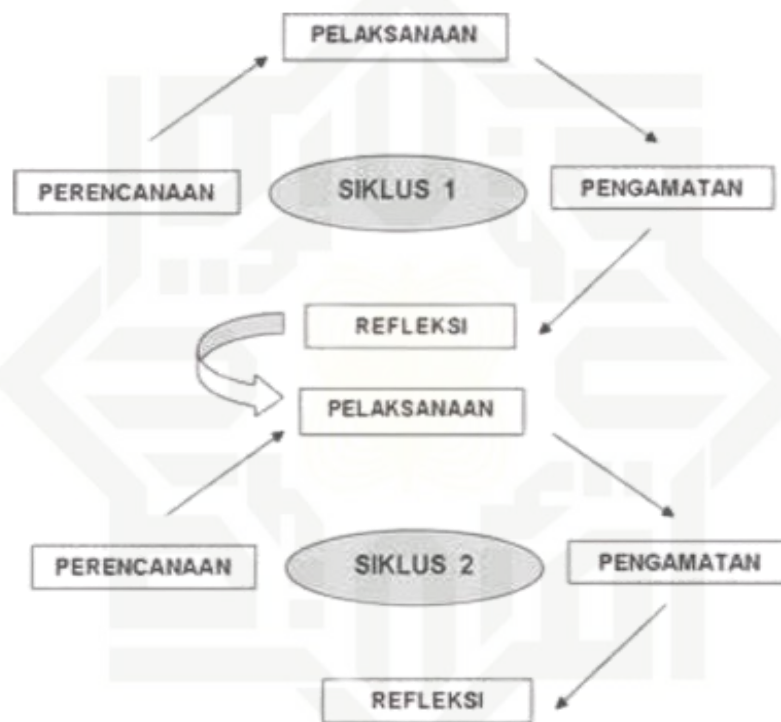 PELAKSANAAN
PERENCANAAN
SIKLUS 1
PENGAMATAN
REFLEKSI
PELAKSANAAN
PERENCANAAN
SIKLUS 2
PENGAMATAN
REFLEKSI